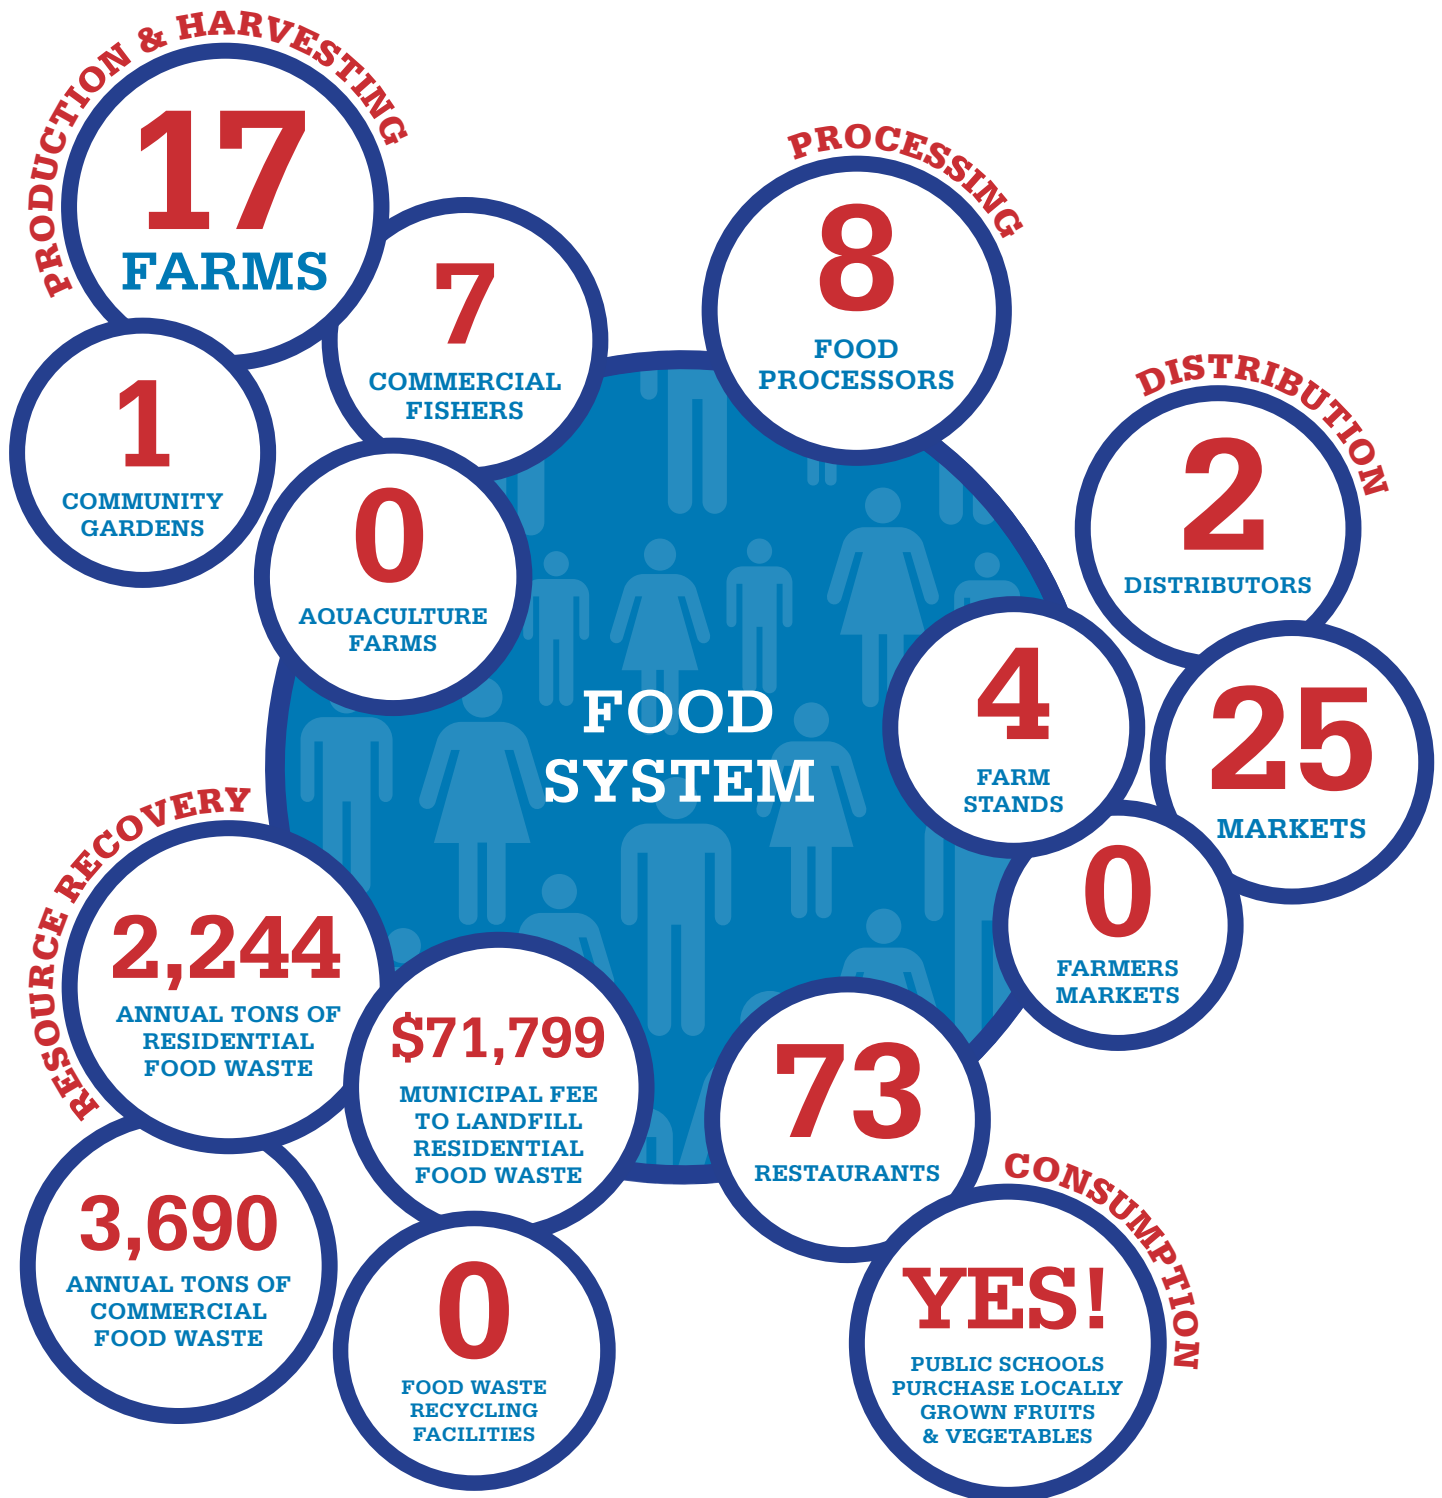 PRODUCTION & HARVESTING
17
FARMS
7
COMMERCIAL
FISHERS
1
COMMUNITY
GARDENS
0
AQUACULTURE
FARMS
PROCESSING
8
FOOD
PROCESSORS
DISTRIBUTION
2
DISTRIBUTORS
4
FARM
STANDS
25
MARKETS
0
FARMERS
MARKETS
FOOD
SYSTEM
RESOURCE RECOVERY
2,244
ANNUAL TONS OF
RESIDENTIAL
FOOD WASTE
$71,799
MUNICIPAL FEE
TO LANDFILL
RESIDENTIAL
FOOD WASTE
3,690
ANNUAL TONS OF
COMMERCIAL
FOOD WASTE
0
FOOD WASTE
RECYCLING
FACILITIES
73
RESTAURANTS
CONSUMPTION
YES!
PUBLIC SCHOOLS
PURCHASE LOCALLY
GROWN FRUITS
& VEGETABLES